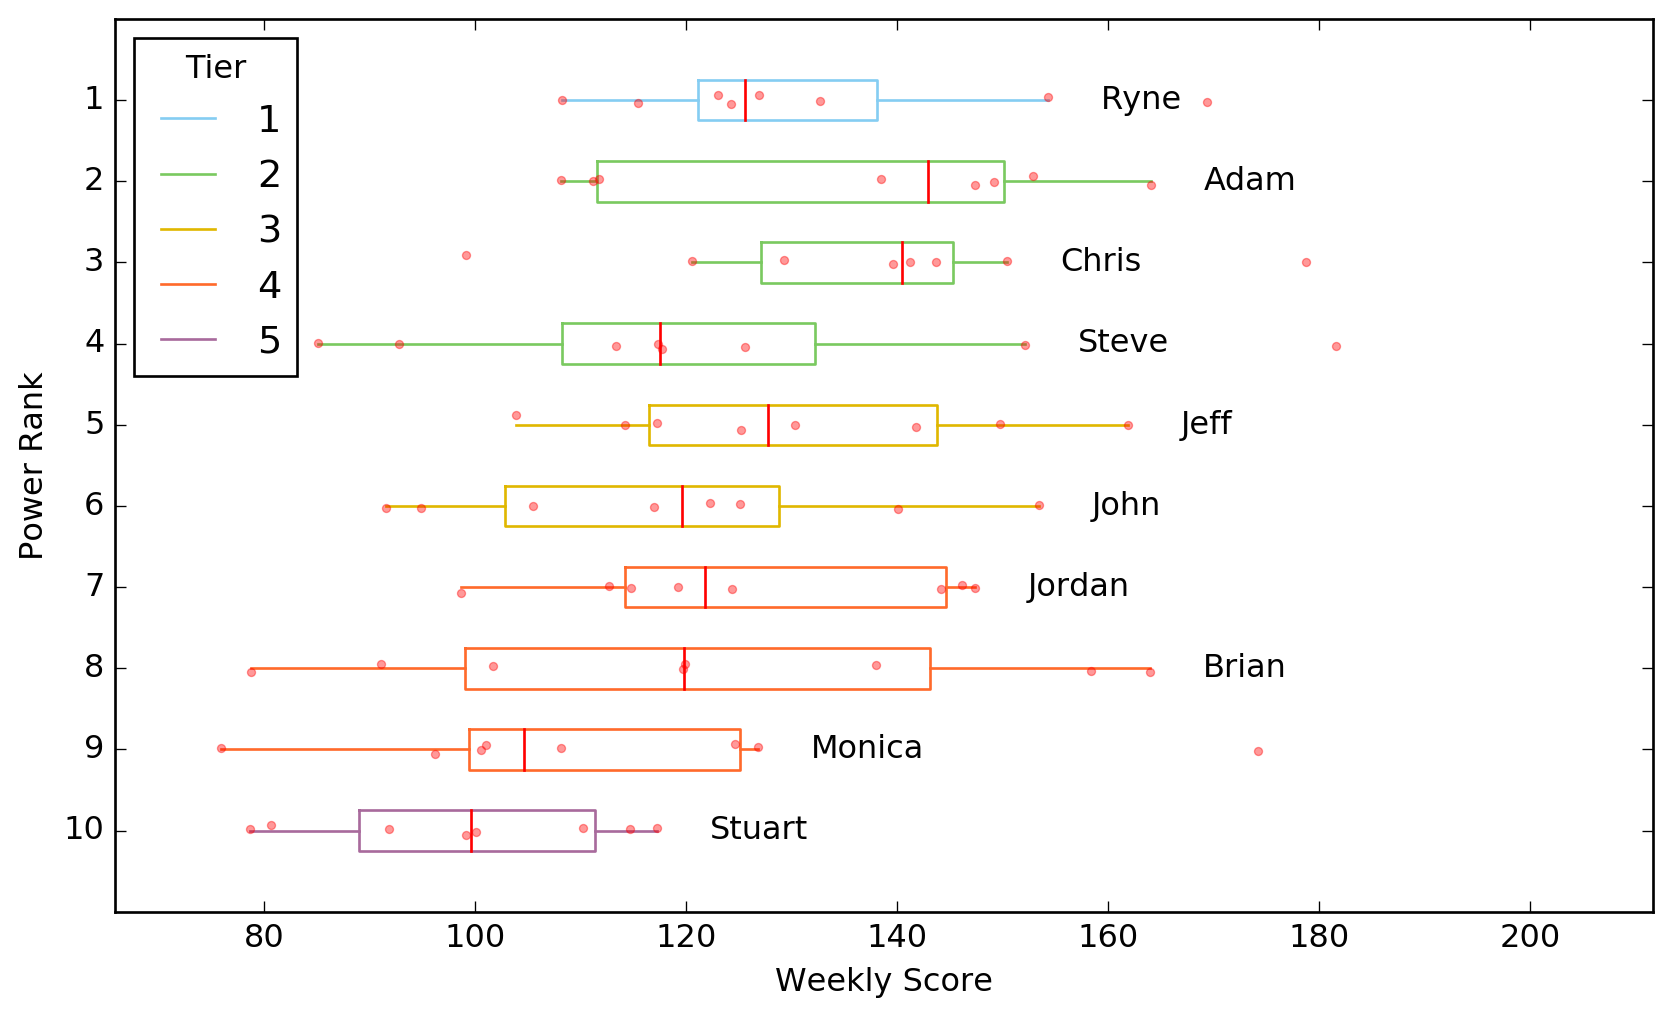 Tier
1
2
3
4
5
Power Rank
1
2
3
4
5
6
7
8
9
10
Ryne
Adam
Chris
Steve
Jeff
John
Jordan
Brian
Monica
Stuart
80 100 120 140 160 180 200
Weekly Score